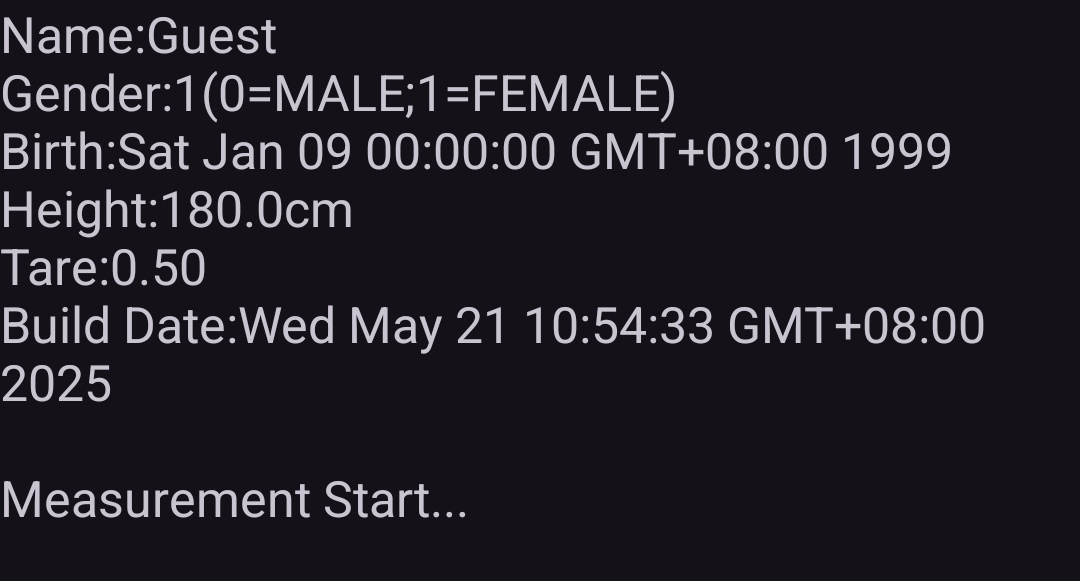 Name:Guest
Gender:1(0=MALE;1=FEMALE)
Birth:Sat Jan 09 00:00:00 GMT+08:00 1999
Height:180.0cm
Tare:0.50
Build Date:Wed May 21 10:54:33 GMT+08:00
2025
Measurement Start...